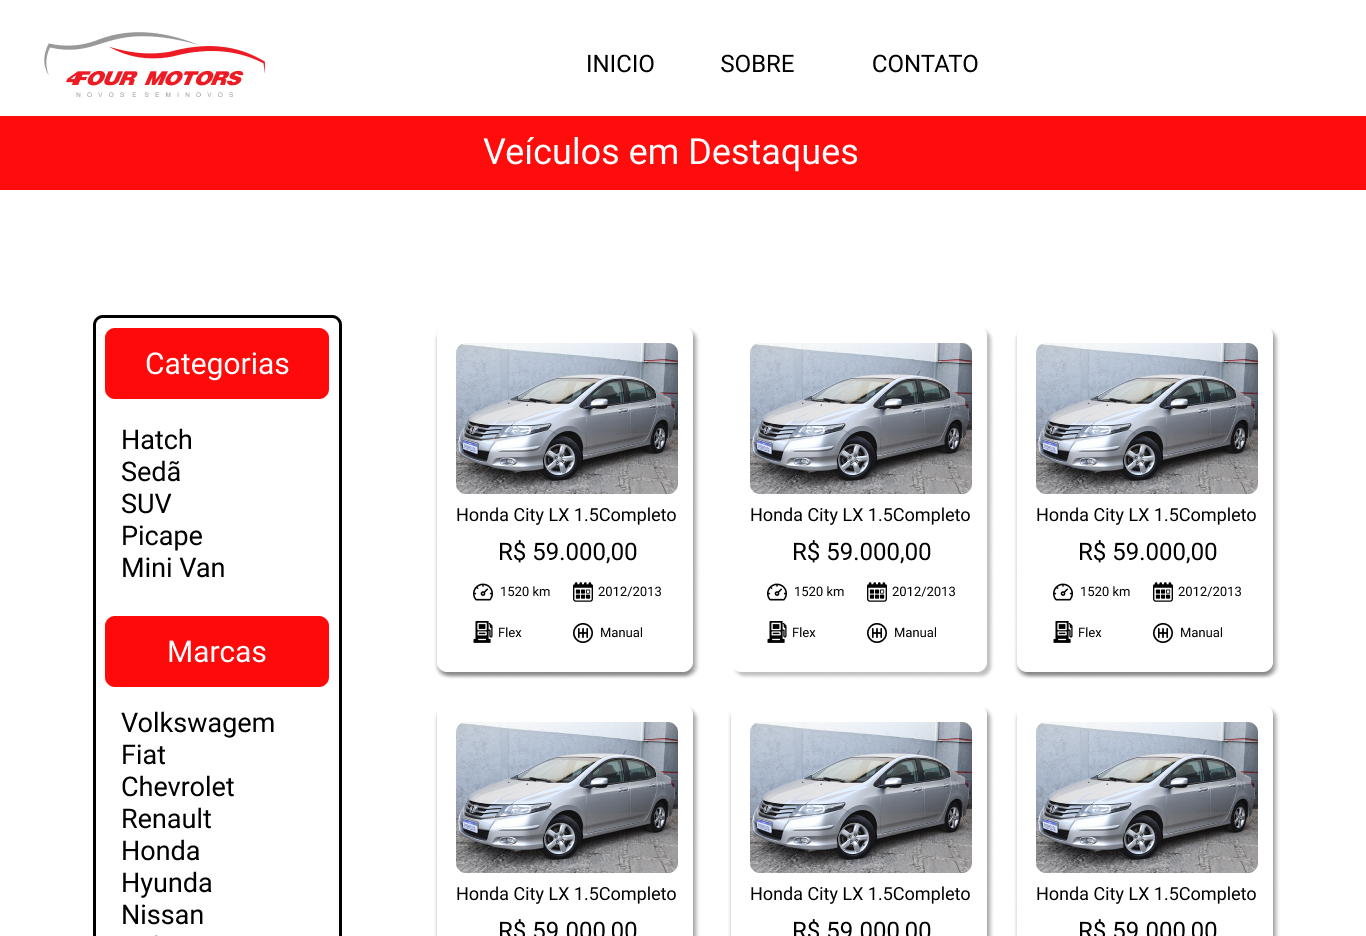 4FOUR MOTORS
NOVOS E SEMINOVOS
INICIO SOBRE CONTATO
Veículos em Destaques
Categorias
Hatch
Sedã
SUV
Picape
Mini Van
Marcas
Volkswagem
Fiat
Chevrolet
Renault
Honda
Hyunda
Nissan
Honda City LX 1.5Completo
R$ 59.000,00
1520 km 2012/2013
Flex Manual
Honda City LX 1.5Completo
R$ 59.000,00
1520 km 2012/2013
Flex Manual
Honda City LX 1.5Completo
R$ 59.000,00
1520 km 2012/2013
Flex Manual
Honda City LX 1.5Completo
R$ 59.000,00
Honda City LX 1.5Completo
R$ 59.000,00
Honda City LX 1.5Completo
R$ 59.000,00